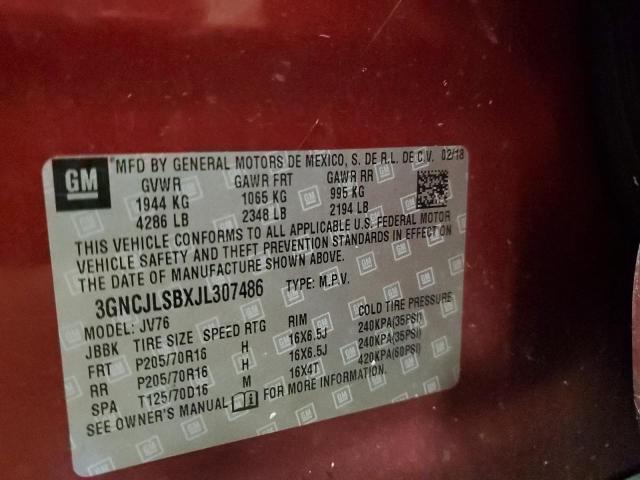 GM *MFD BY GENERAL MOTORS DE MEXICO, S. DE R.L. DE C.V. 02/18
GVWR GAWR FRT GAWR RR
1944 KG 1065 KG 995 KG
4286 LB 2348 LB 2194 LB
THIS VEHICLE CONFORMS TO ALL APPLICABLE U.S. FEDERAL MOTOR
VEHICLE SAFETY AND THEFT PREVENTION STANDARDS IN EFFECT ON
THE DATE OF MANUFACTURE SHOWN ABOVE.
3GNCJLSBXJL307486 TYPE: M.P.V.
MODEL: JV76
JBBK TIRE SIZE SPEED RTG RIM COLD TIRE PRESSURE
FRT P205/70R16 H 16X6.5J 240KPA(35PSI)
RR P205/70R16 H 16X6.5J 240KPA(35PSI)
SPA T125/70D16 M 16X4T 420KPA(60PSI)
SEE OWNER'S MANUAL FOR MORE INFORMATION.